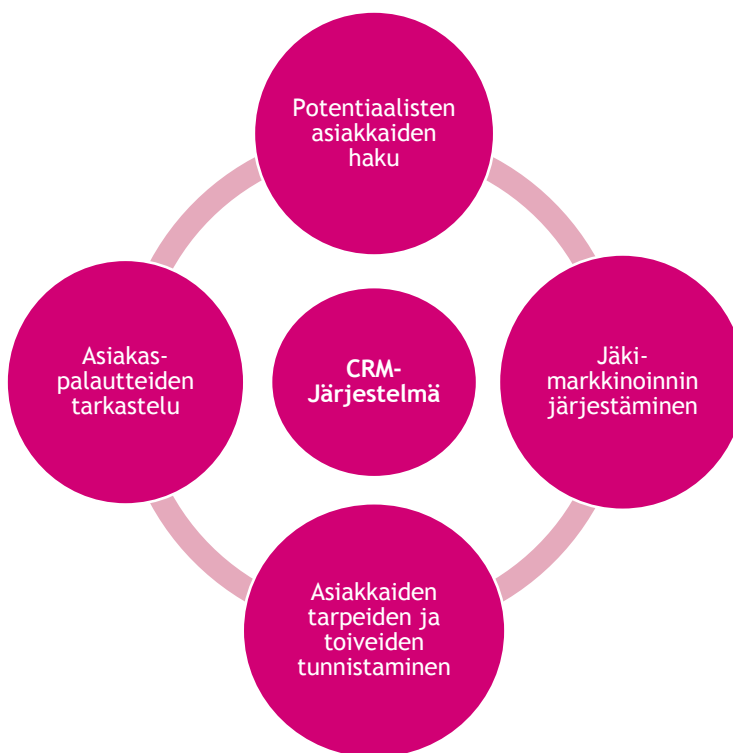 Potentiaalisten
asiakkaiden
haku
Asiakas-
palautteiden
tarkastelu
CRM-
Järjestelmä
Jäki-
markkinoinnin
järjestäminen
Asiakkaiden
tarpeiden ja
toiveiden
tunnistaminen